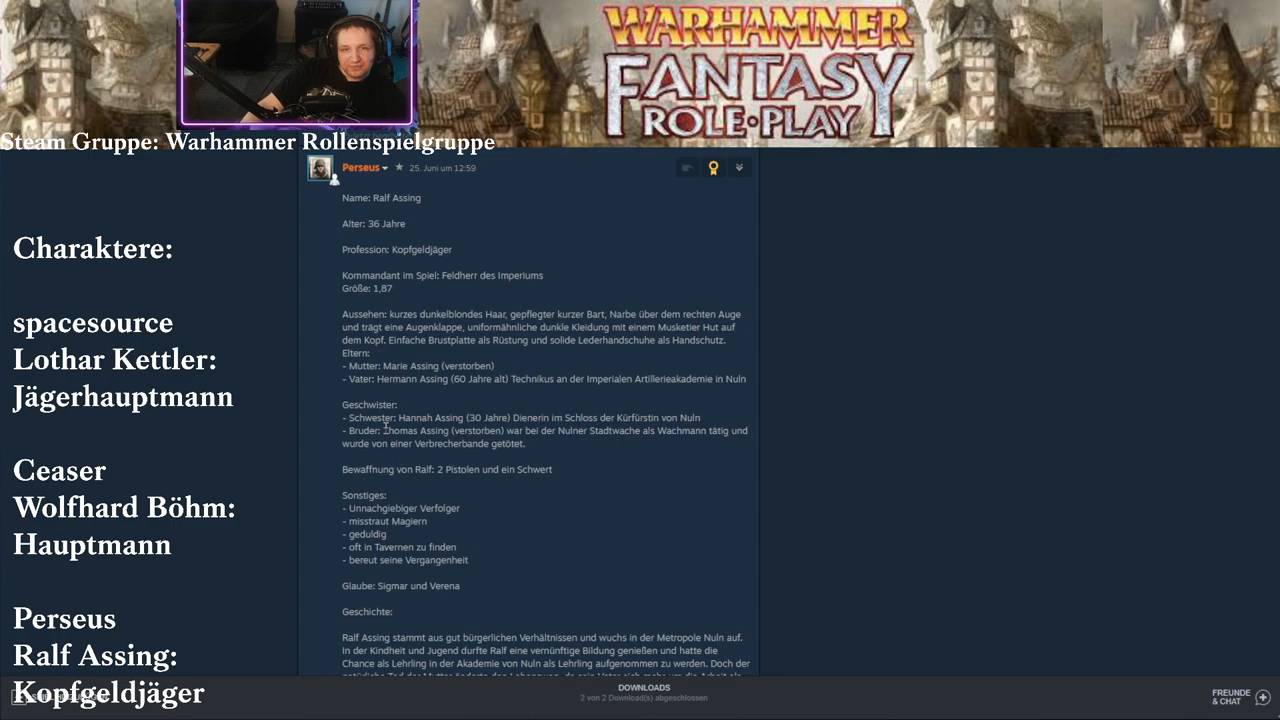 WARHAMMER
FANTASY
ROLE•PLAY
Steam Gruppe: Warhammer Rollenspielgruppe
Charaktere:
spacesource
Lothar Kettler:
Jägerhauptmann
Ceaser
Wolfhard Böhm:
Hauptmann
Perseus
Ralf Assing:
Kopfgeldjäger
Perseus
25. Juni um 12:59
Name: Ralf Assing
Alter: 36 Jahre
Profession: Kopfgeldjäger
Kommandant im Spiel: Feldherr des Imperiums
Größe: 1,87
Aussehen: kurzes dunkelblondes Haar, gepflegter kurzer Bart, Narbe über dem rechten Auge
und trägt eine Augenklappe, uniformähnliche dunkle Kleidung mit einem Musketier Hut auf
dem Kopf. Einfache Brustplatte als Rüstung und solide Lederhandschuhe als Handschutz.
Eltern:
- Mutter: Marie Assing (verstorben)
- Vater: Hermann Assing (60 Jahre alt) Technikus an der Imperialen Artillerieakademie in Nuln
Geschwister:
- Schwester: Hannah Assing (30 Jahre) Dienerin im Schloss der Kürfürstin von Nuln
- Bruder: Thomas Assing (verstorben) war bei der Nulner Stadtwache als Wachmann tätig und
wurde von einer Verbrecherbande getötet.
Bewaffnung von Ralf: 2 Pistolen und ein Schwert
Sonstiges:
- Unnachgiebiger Verfolger
- misstraut Magiern
- geduldig
- oft in Tavernen zu finden
- bereut seine Vergangenheit
Glaube: Sigmar und Verena
Geschichte:
Ralf Assing stammt aus gut bürgerlichen Verhältnissen und wuchs in der Metropole Nuln auf.
In der Kindheit und Jugend durfte Ralf eine vernünftige Bildung genießen und hatte die
Chance als Lehrling in der Akademie von Nuln als Lehrling aufgenommen zu werden. Doch der
DOWNLOADS
2 von 2 Download(s) abgeschlossen
FREUNDE
& CHAT